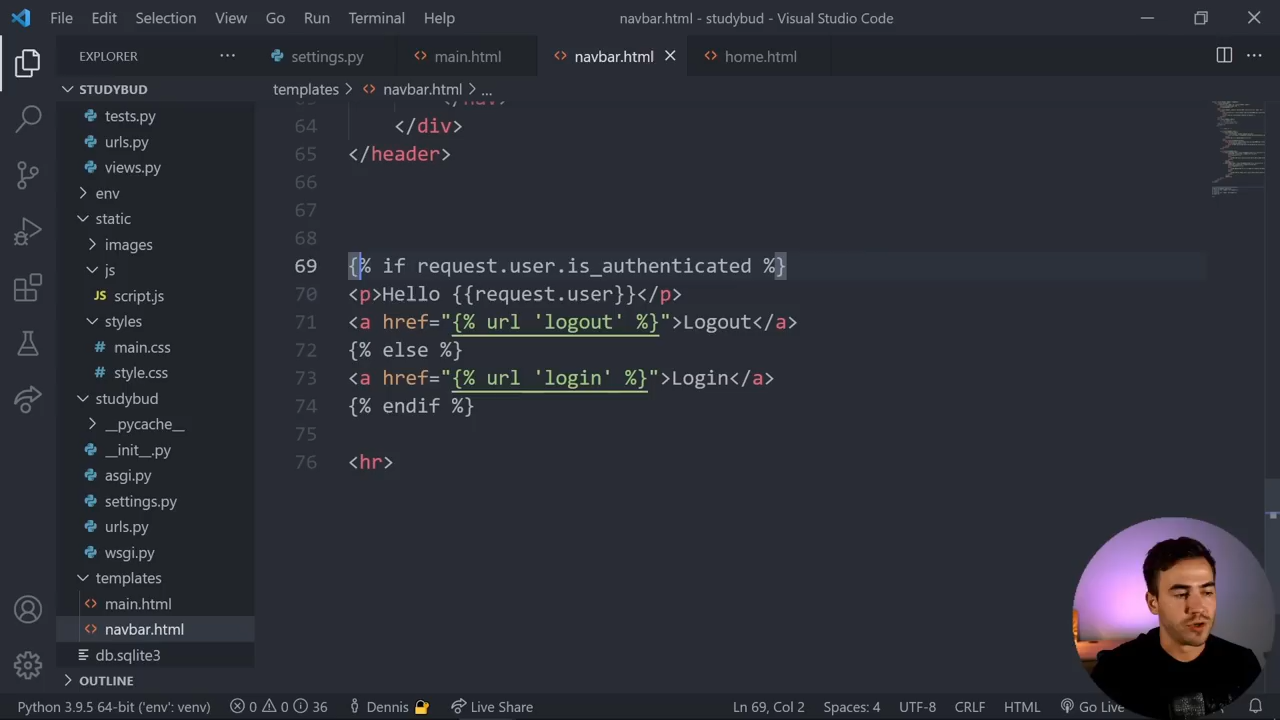 File Edit Selection View Go Run Terminal Help
navbar.html - studybud - Visual Studio Code
EXPLORER
settings.py
main.html
navbar.html
home.html
STUDYBUD
tests.py
urls.py
views.py
env
static
images
js
JS script.js
styles
# main.css
# style.css
studybud
__pycache__
__init__.py
asgi.py
settings.py
urls.py
wsgi.py
templates
main.html
navbar.html
db.sqlite3
OUTLINE
templates > navbar.html > ...
64 </div>
65 </header>
66
67
68
69 {% if request.user.is_authenticated %}
70 <p>Hello {{request.user}}</p>
71 <a href="{% url 'logout' %}">Logout</a>
72 {% else %}
73 <a href="{% url 'login' %}">Login</a>
74 {% endif %}
75
76 <hr>
Python 3.9.5 64-bit ('env': venv) 0 0 36 Dennis Live Share Ln 69, Col 2 Spaces: 4 UTF-8 CRLF HTML Go Live